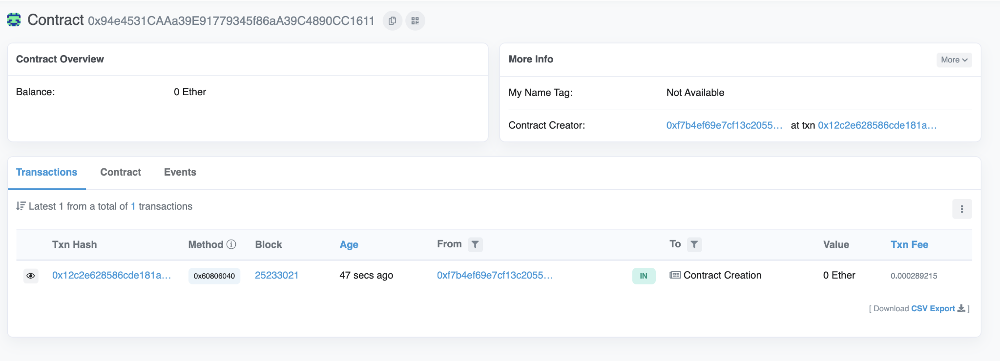 Contract 0x94e4531CAAa39E91779345f86aA39C4890CC1611
Contract Overview
Balance: 0 Ether
More Info
More
My Name Tag: Not Available
Contract Creator: 0xf7b4ef69e7cf13c2055... at txn 0x12c2e628586cde181a...
Transactions Contract Events
Latest 1 from a total of 1 transactions
Txn Hash Method Block Age From To Value Txn Fee
0x12c2e628586cde181a... 0x60806040 25233021 47 secs ago 0xf7b4ef69e7cf13c2055... IN Contract Creation 0 Ether 0.000289215
[ Download CSV Export ]